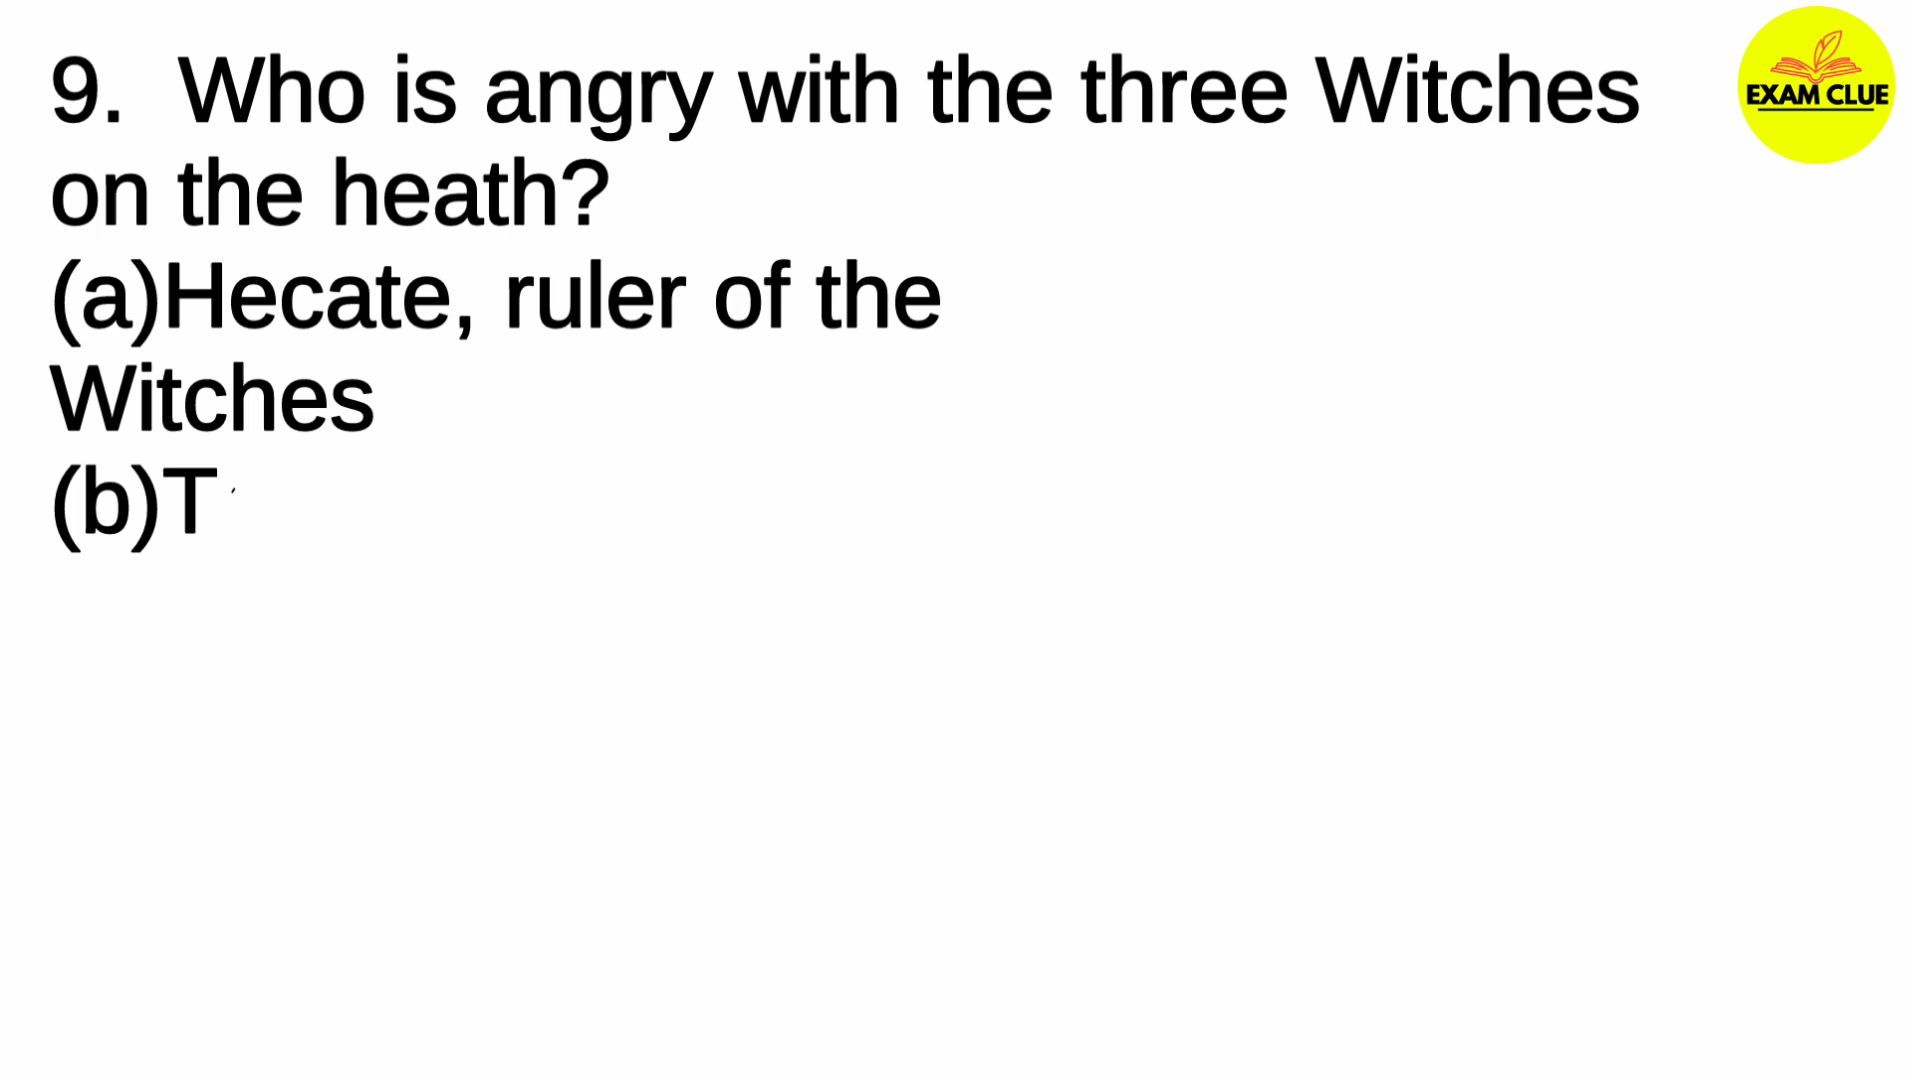 9.  Who is angry with the three Witches
on the heath?
(a)Hecate, ruler of the
Witches
(b)T
EXAM CLUE